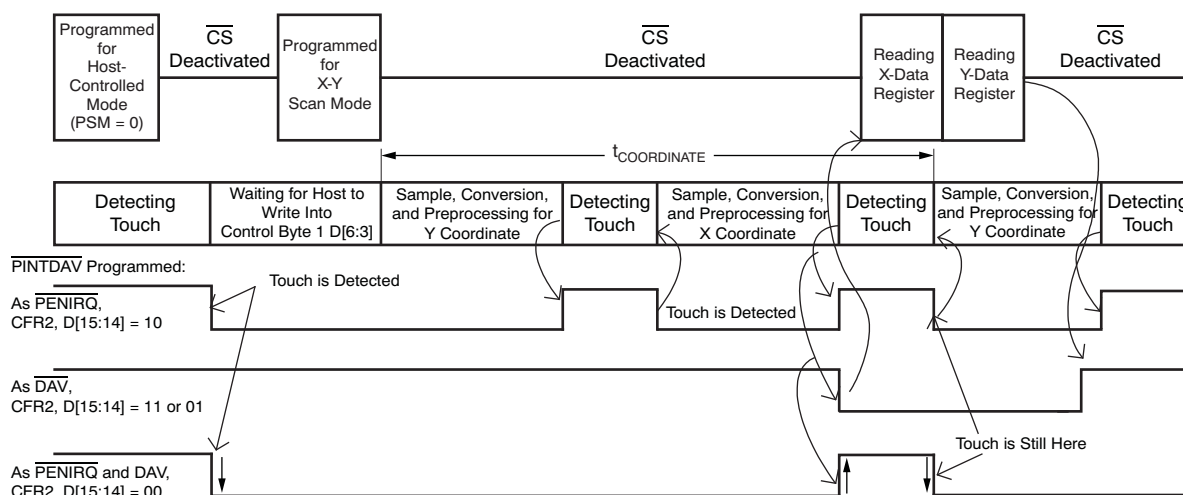 Programmed
for
Host-
Controlled
Mode
(PSM = 0)
CS
Deactivated
Programmed
for
X-Y
Scan Mode
CS
Deactivated
Reading
X-Data
Register
Reading
Y-Data
Register
CS
Deactivated
tCOORDINATE
Detecting
Touch
Waiting for Host to
Write Into
Control Byte 1 D[6:3]
Sample, Conversion,
and Preprocessing for
Y Coordinate
Detecting
Touch
Sample, Conversion,
and Preprocessing for
X Coordinate
Detecting
Touch
Sample, Conversion,
and Preprocessing for
Y Coordinate
Detecting
Touch
PINTDAV Programmed:
Touch is Detected
As PENIRQ,
CFR2, D[15:14] = 10
Touch is Detected
As DAV,
CFR2, D[15:14] = 11 or 01
Touch is Still Here
As PENIRQ and DAV,
CFR2, D[15:14] = 00